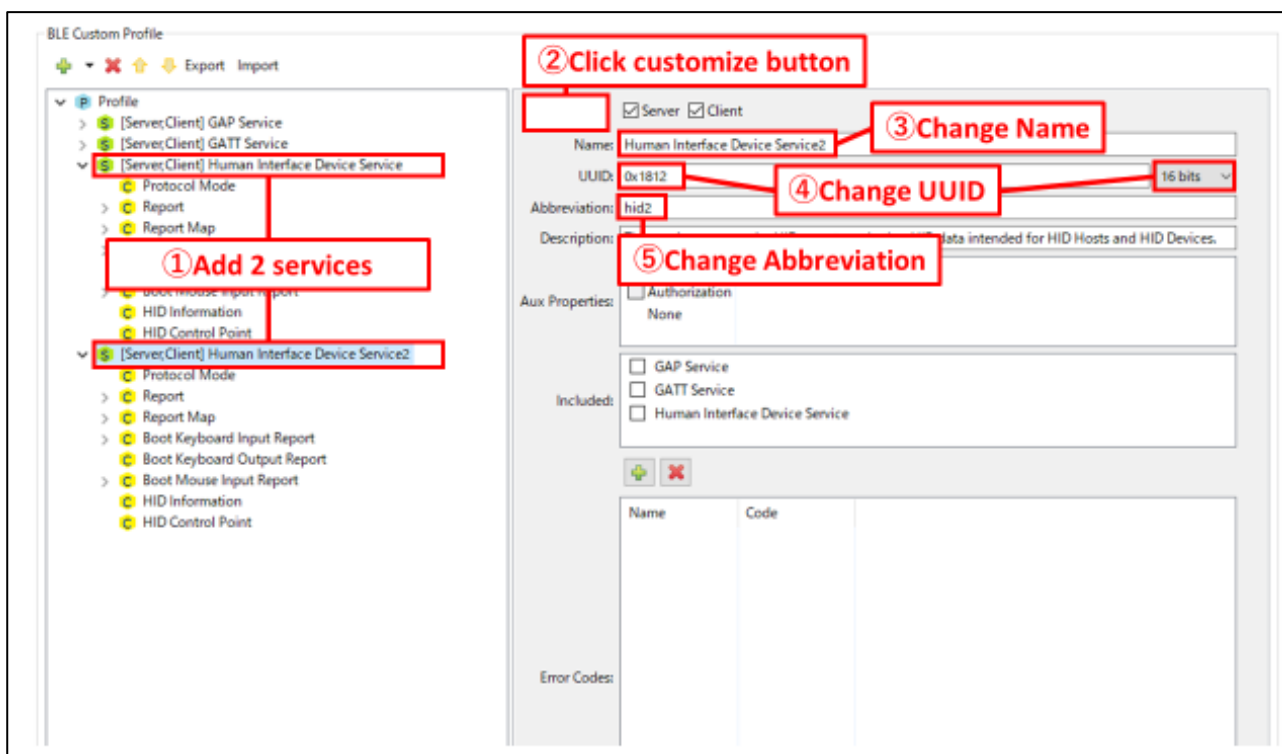 BLE Custom Profile
Export Import
②Click customize button
Profile
[Server,Client] GAP Service
[Server,Client] GATT Service
[Server,Client] Human Interface Device Service
Protocol Mode
Report
Report Map
①Add 2 services
Boot Mouse Input Report
HID Information
HID Control Point
[Server,Client] Human Interface Device Service2
Protocol Mode
Report
Report Map
Boot Keyboard Input Report
Boot Keyboard Output Report
Boot Mouse Input Report
HID Information
HID Control Point
Server Client
③Change Name
Name: Human Interface Device Service2
UUID: 0x1812
④Change UUID
16 bits
Abbreviation: hid2
Description: data intended for HID Hosts and HID Devices.
⑤Change Abbreviation
Aux Properties:
Authorization
None
Included:
GAP Service
GATT Service
Human Interface Device Service
Name Code
Error Codes: